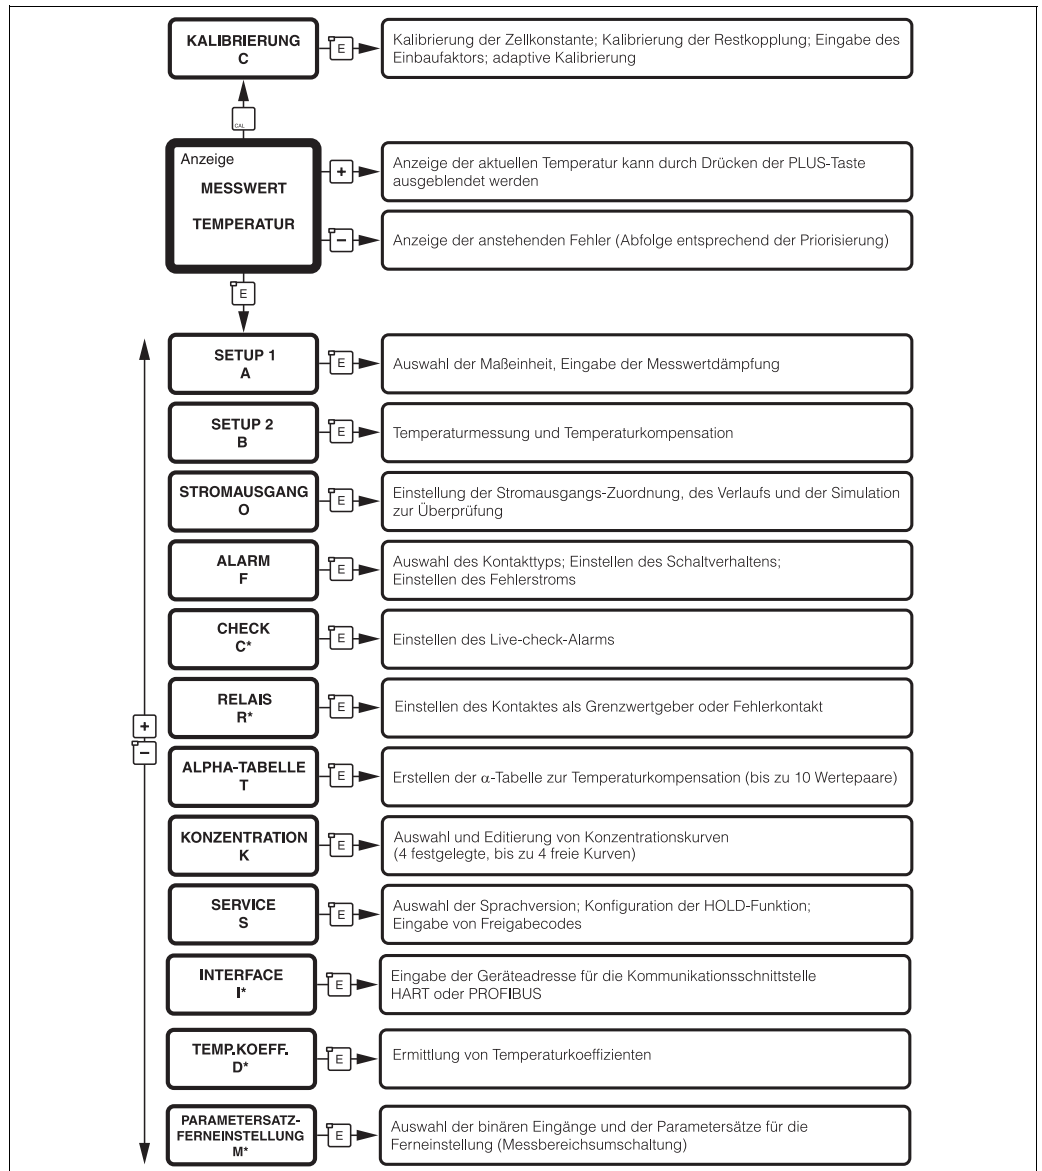 KALIBRIERUNG
C
E
Kalibrierung der Zellkonstante; Kalibrierung der Restkopplung; Eingabe des
Einbaufaktors; adaptive Kalibrierung
CAL
Anzeige
MESSWERT
TEMPERATUR
+
Anzeige der aktuellen Temperatur kann durch Drücken der PLUS-Taste
ausgeblendet werden
−
Anzeige der anstehenden Fehler (Abfolge entsprechend der Priorisierung)
E
SETUP 1
A
E
Auswahl der Maßeinheit, Eingabe der Messwertdämpfung
SETUP 2
B
E
Temperaturmessung und Temperaturkompensation
STROMAUSGANG
O
E
Einstellung der Stromausgangs-Zuordnung, des Verlaufs und der Simulation
zur Überprüfung
ALARM
F
E
Auswahl des Kontakttyps; Einstellen des Schaltverhaltens;
Einstellen des Fehlerstroms
CHECK
C*
E
Einstellen des Live-check-Alarms
RELAIS
R*
E
Einstellen des Kontaktes als Grenzwertgeber oder Fehlerkontakt
+
−
ALPHA-TABELLE
T
E
Erstellen der α-Tabelle zur Temperaturkompensation (bis zu 10 Wertepaare)
KONZENTRATION
K
E
Auswahl und Editierung von Konzentrationskurven
(4 festgelegte, bis zu 4 freie Kurven)
SERVICE
S
E
Auswahl der Sprachversion; Konfiguration der HOLD-Funktion;
Eingabe von Freigabecodes
INTERFACE
I*
E
Eingabe der Geräteadresse für die Kommunikationsschnittstelle
HART oder PROFIBUS
TEMP.KOEFF.
D*
E
Ermittlung von Temperaturkoeffizienten
PARAMETERSATZ-
FERNEINSTELLUNG
M*
E
Auswahl der binären Eingänge und der Parametersätze für die
Ferneinstellung (Messbereichsumschaltung)